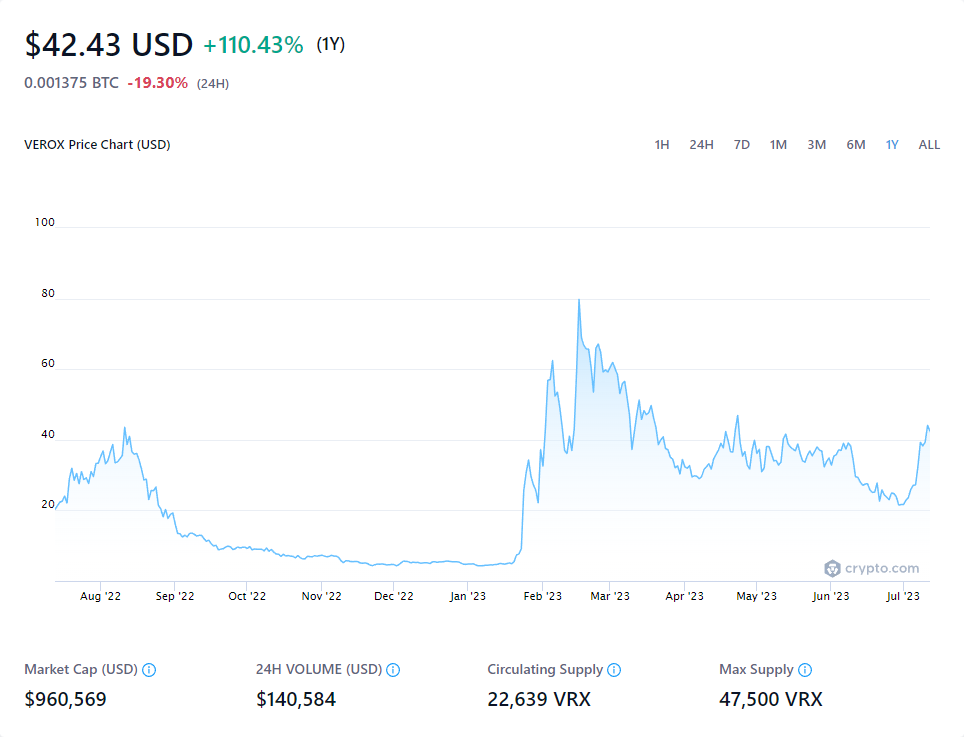 $42.43 USD +110.43% (1Y)
0.001375 BTC -19.30% (24H)
VEROX Price Chart (USD) 1H 24H 7D 1M 3M 6M 1Y ALL
100
80
60
40
20
crypto.com
Aug '22 Sep '22 Oct '22 Nov '22 Dec '22 Jan '23 Feb '23 Mar '23 Apr '23 May '23 Jun '23 Jul '23
Market Cap (USD) 24H VOLUME (USD) Circulating Supply Max Supply
$960,569 $140,584 22,639 VRX 47,500 VRX